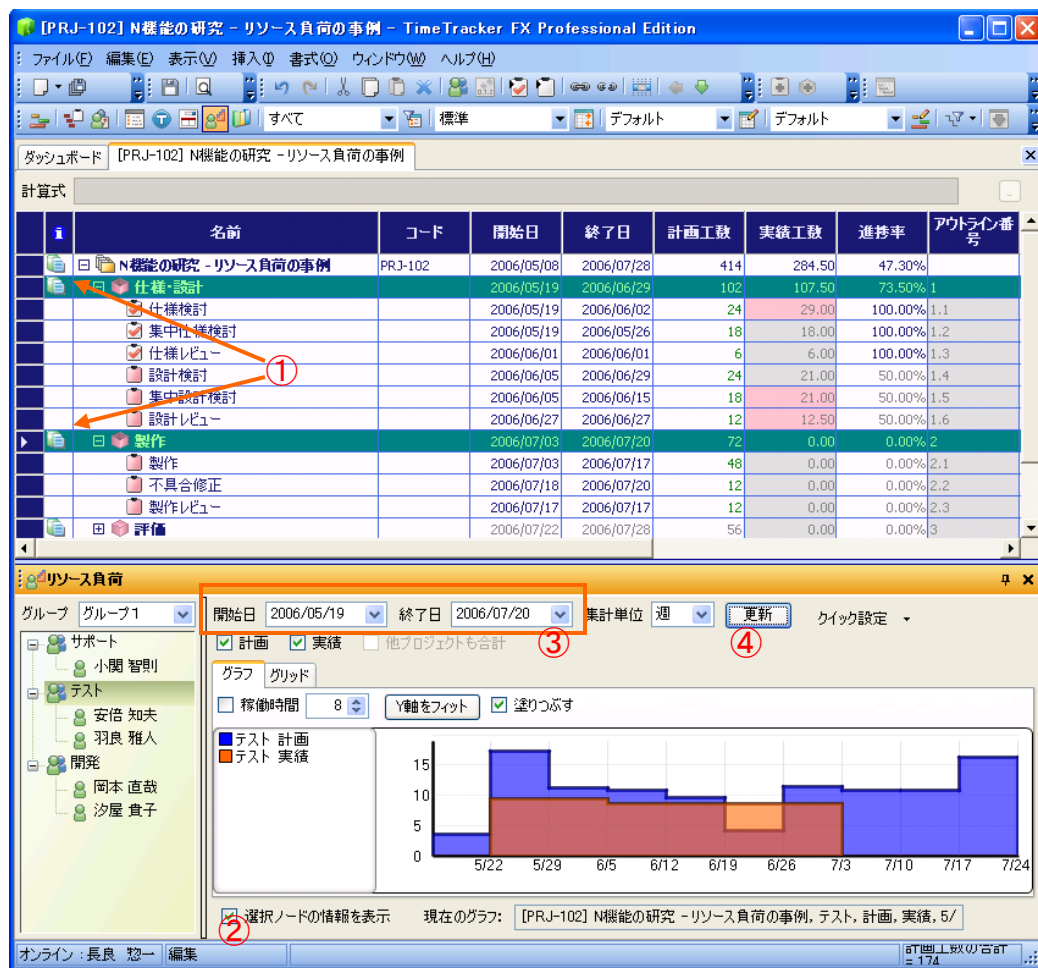 [PRJ-102] N機能の研究 - リソース負荷の事例 - TimeTracker FX Professional Edition
ファイル(F) 編集(E) 表示(V) 挿入(I) 書式(O) ウィンドウ(W) ヘルプ(H)
すべて 標準 デフォルト デフォルト
ダッシュボード [PRJ-102] N機能の研究 - リソース負荷の事例
計算式
名前 コード 開始日 終了日 計画工数 実績工数 進捗率 アウトライン番号
N機能の研究 - リソース負荷の事例 PRJ-102 2006/05/08 2006/07/28 414 284.50 47.30%
仕様・設計 2006/05/19 2006/06/29 102 107.50 73.50% 1
仕様検討 2006/05/19 2006/06/02 24 29.00 100.00% 1.1
集中仕様検討 2006/05/19 2006/05/26 18 18.00 100.00% 1.2
仕様レビュー 2006/06/01 2006/06/01 6 6.00 100.00% 1.3
設計検討 2006/06/05 2006/06/29 24 21.00 50.00% 1.4
①
集中設計検討 2006/06/05 2006/06/15 18 21.00 50.00% 1.5
設計レビュー 2006/06/27 2006/06/27 12 12.50 50.00% 1.6
製作 2006/07/03 2006/07/20 72 0.00 0.00% 2
製作 2006/07/03 2006/07/17 48 0.00 0.00% 2.1
不具合修正 2006/07/18 2006/07/20 12 0.00 0.00% 2.2
製作レビュー 2006/07/17 2006/07/17 12 0.00 0.00% 2.3
評価 2006/07/22 2006/07/28 56 0.00 0.00% 3
リソース負荷
グループ グループ1 開始日 2006/05/19 終了日 2006/07/20 集計単位 週 更新 クイック設定
③ ④
計画 実績 他プロジェクトも合計
サポート
小関 智則
テスト
安倍 知夫
羽良 雅人
開発
岡本 直哉
汐屋 貴子
グラフ グリッド
稼働時間 8 Y軸をフィット 塗りつぶす
テスト 計画
テスト 実績
15
10
5
0
5/22 5/29 6/5 6/12 6/19 6/26 7/3 7/10 7/17 7/24
② 選択ノードの情報を表示 現在のグラフ: [PRJ-102] N機能の研究 - リソース負荷の事例, テスト, 計画, 実績, 5/
オンライン : 長良 惣一 編集 計画工数の合計 = 174